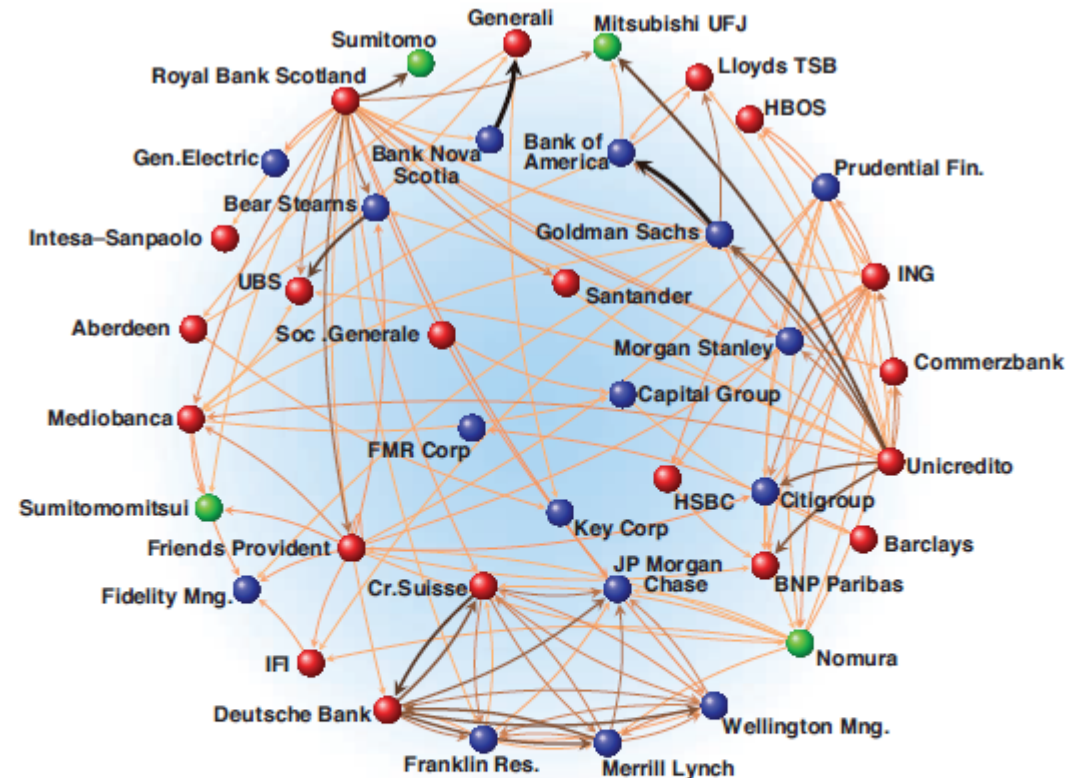 Generali
Mitsubishi UFJ
Sumitomo
Lloyds TSB
Royal Bank Scotland
HBOS
Gen.Electric
Bank Nova
Scotia
Bank of
America
Prudential Fin.
Bear Stearns
Goldman Sachs
Intesa–Sanpaolo
ING
UBS
Santander
Aberdeen
Soc .Generale
Morgan Stanley
Commerzbank
Capital Group
Mediobanca
FMR Corp
Unicredito
HSBC
Citigroup
Sumitomomitsui
Key Corp
Friends Provident
Barclays
JP Morgan
Chase
BNP Paribas
Cr.Suisse
Fidelity Mng.
Nomura
IFI
Deutsche Bank
Wellington Mng.
Franklin Res.
Merrill Lynch